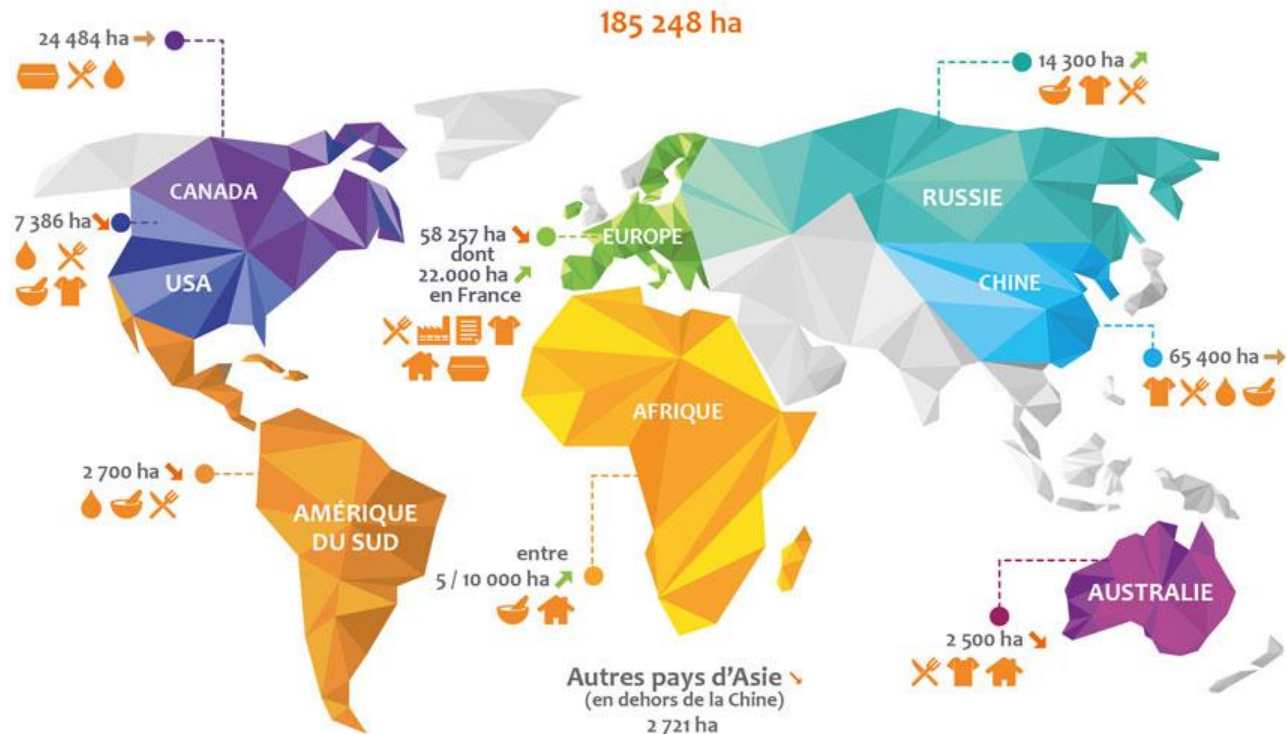 185 248 ha
24 484 ha
14 300 ha
CANADA
RUSSIE
7 386 ha
USA
58 257 ha
dont
22.000 ha
en France
EUROPE
CHINE
65 400 ha
AFRIQUE
2 700 ha
AMÉRIQUE
DU SUD
entre
5 / 10 000 ha
AUSTRALIE
2 500 ha
Autres pays d'Asie
(en dehors de la Chine)
2 721 ha